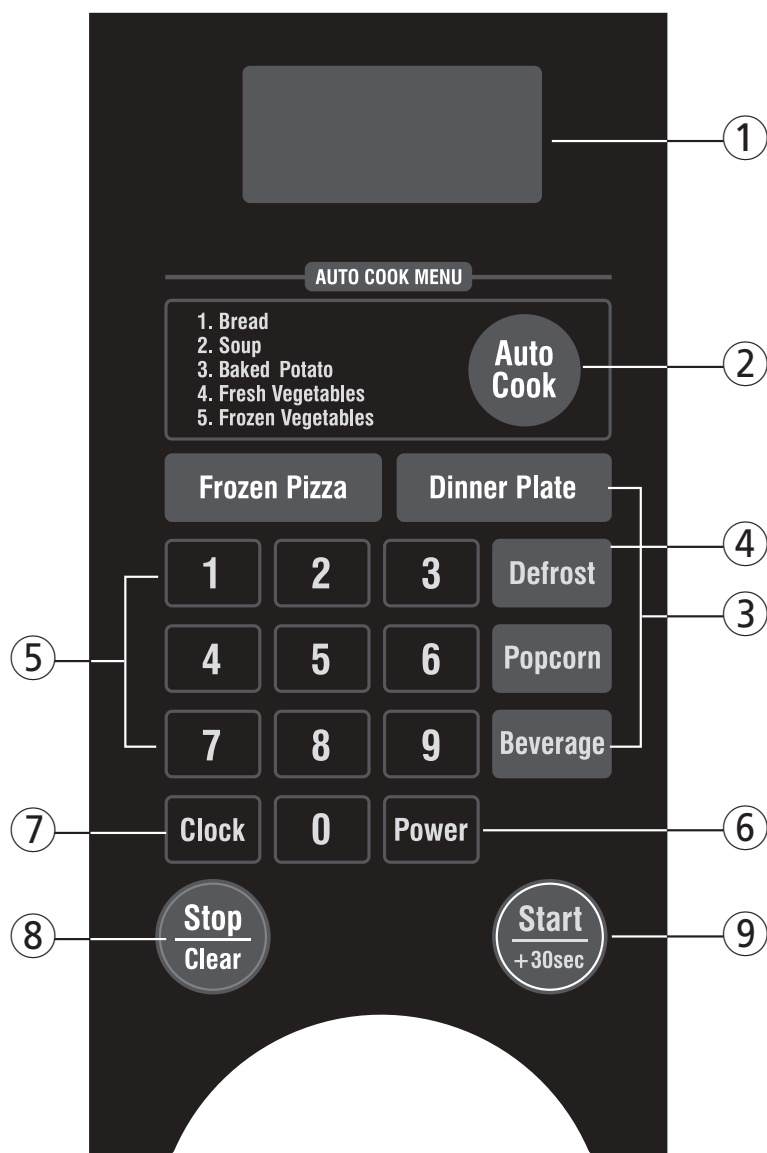 ①
AUTO COOK MENU
1. Bread
2. Soup
3. Baked Potato
4. Fresh Vegetables
5. Frozen Vegetables
Auto
Cook
②
Frozen Pizza
Dinner Plate
1
2
3
Defrost
④
③
⑤
4
5
6
Popcorn
7
8
9
Beverage
⑦
Clock
0
Power
⑥
⑧
Stop
Clear
Start
+30sec
⑨